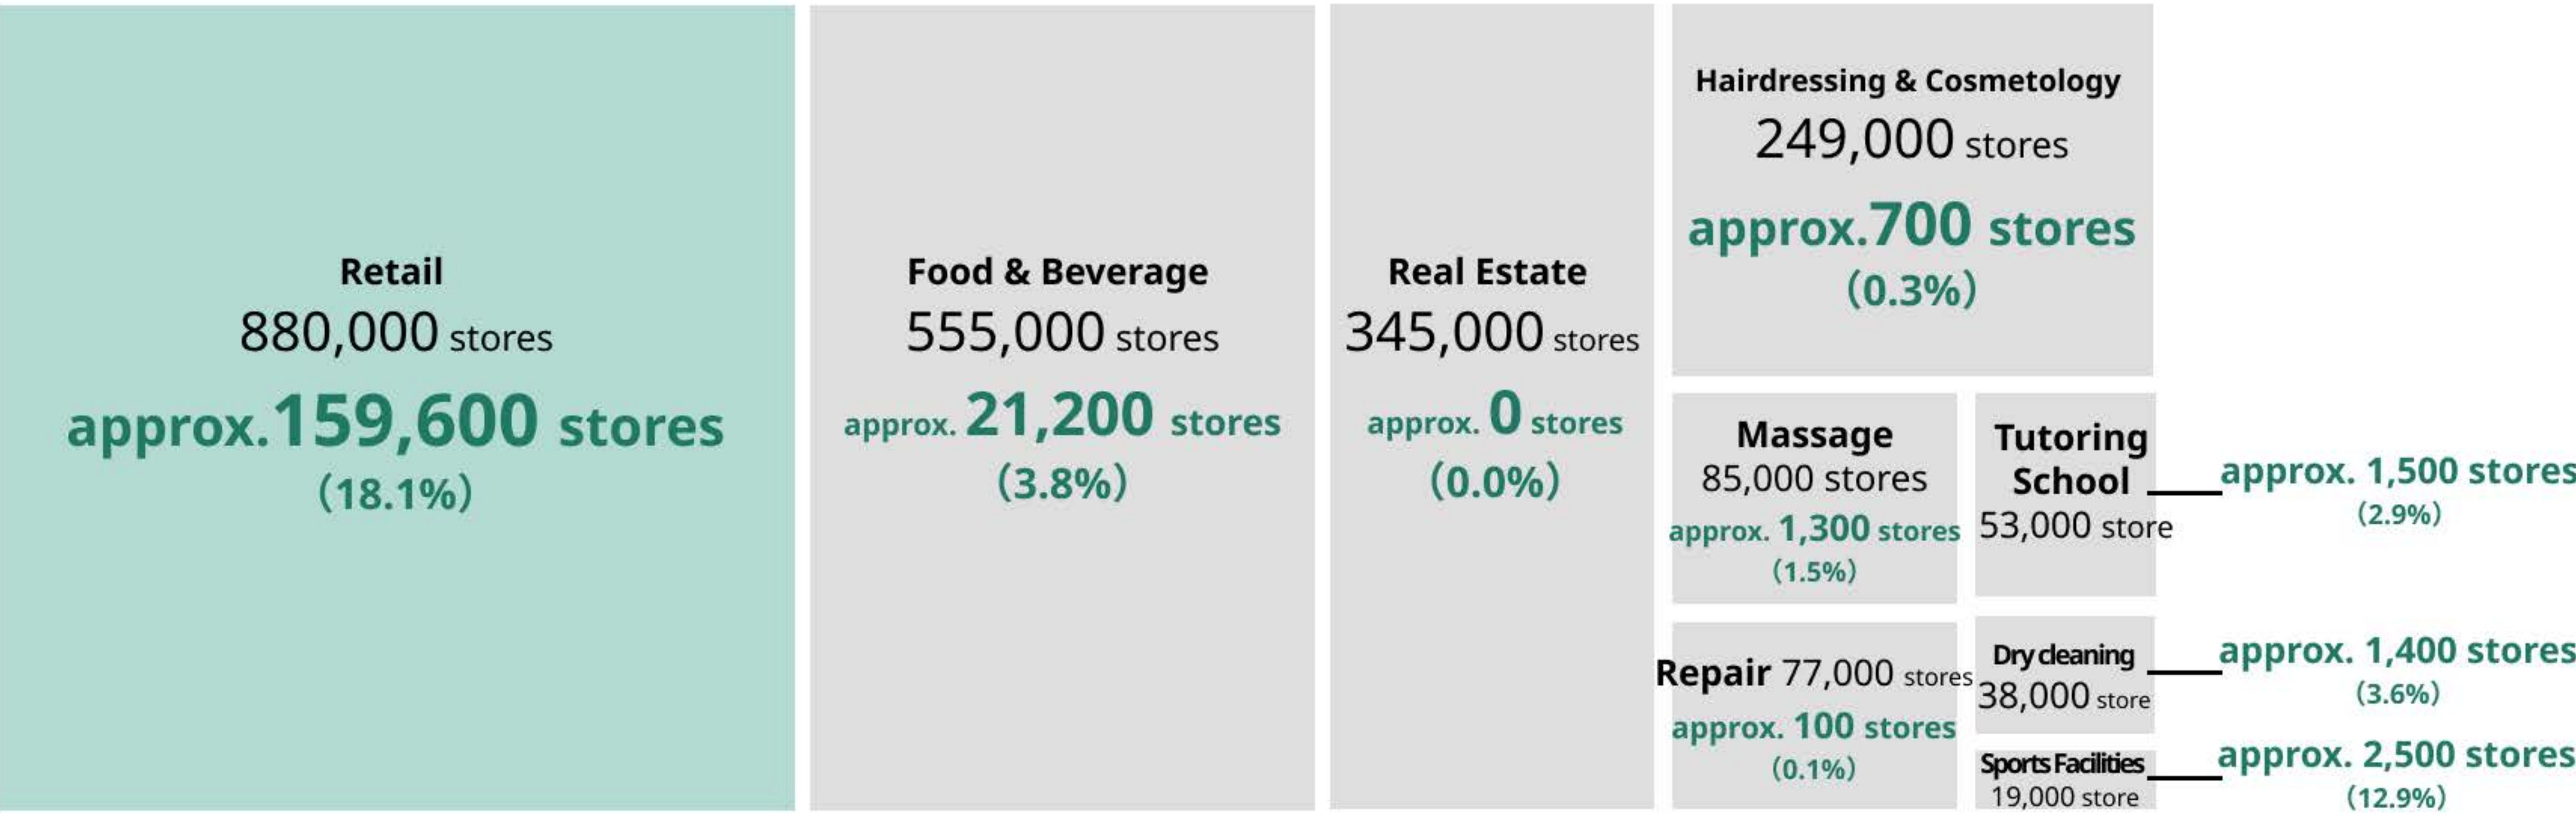 Retail
880,000 stores
approx.159,600 stores
(18.1%)
Food & Beverage
555,000 stores
approx. 21,200 stores
(3.8%)
Real Estate
345,000 stores
approx. 0 stores
(0.0%)
Hairdressing & Cosmetology
249,000 stores
approx.700 stores
(0.3%)
Massage
85,000 stores
approx. 1,300 stores
(1.5%)
Tutoring
School
53,000 store
approx. 1,500 stores
(2.9%)
Repair 77,000 stores
approx. 100 stores
(0.1%)
Dry cleaning
38,000 store
approx. 1,400 stores
(3.6%)
Sports Facilities
19,000 store
approx. 2,500 stores
(12.9%)